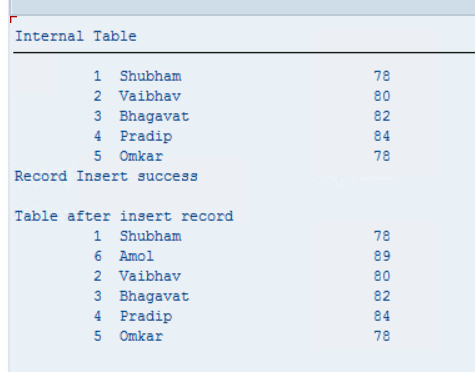 Internal Table
1 Shubham 78
2 Vaibhav 80
3 Bhagavat 82
4 Pradip 84
5 Omkar 78
Record Insert success
Table after insert record
1 Shubham 78
6 Amol 89
2 Vaibhav 80
3 Bhagavat 82
4 Pradip 84
5 Omkar 78